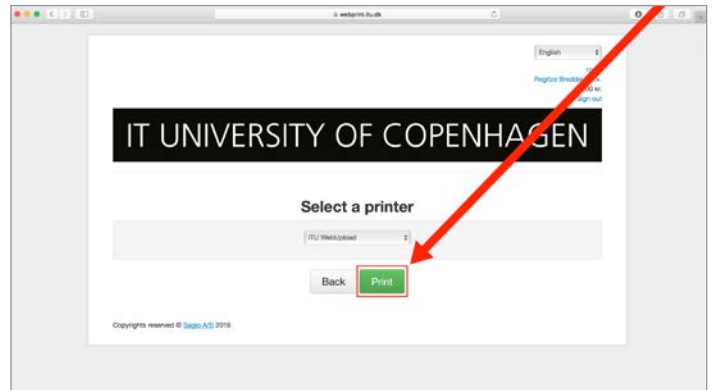 webprint.itu.dk
English
Sign out
IT UNIVERSITY OF COPENHAGEN
Select a printer
ITU WebUpload
Back Print
Copyrights reserved © Sagio A/S 2016.